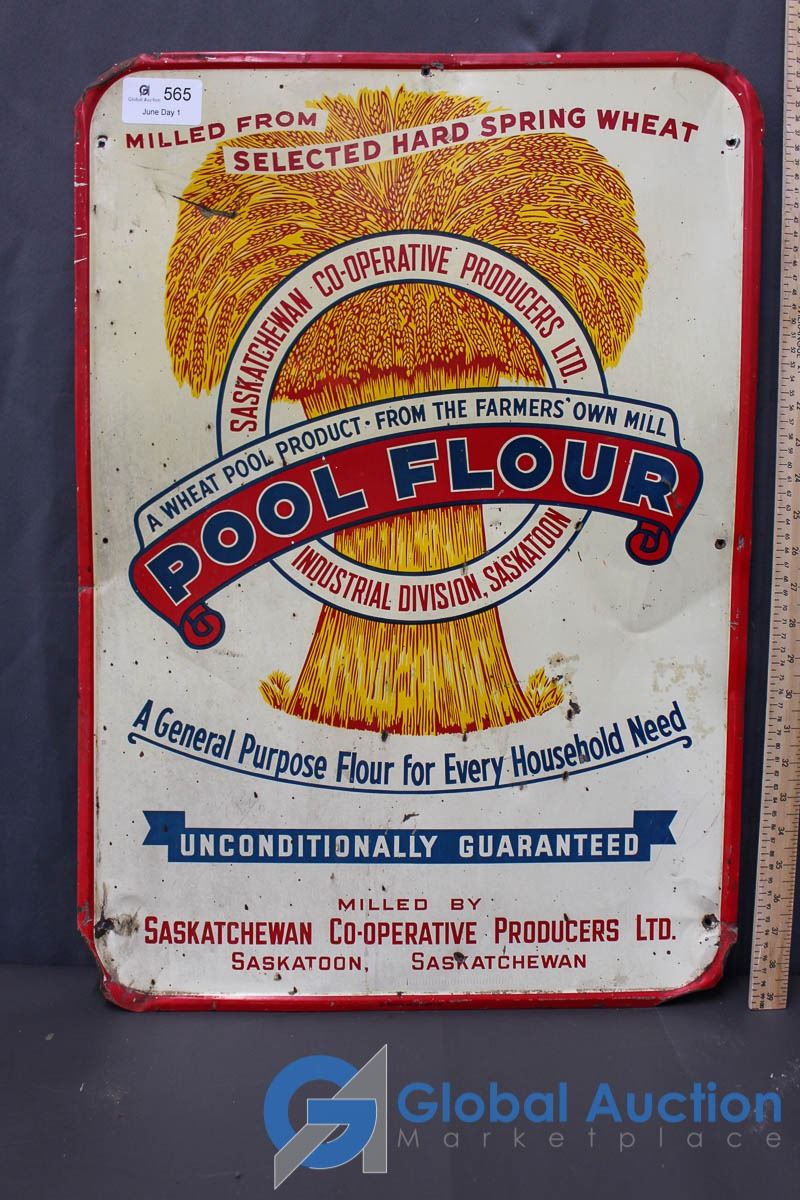 565
Global Auction
June Day 1
MILLED FROM
SELECTED HARD SPRING WHEAT
SASKATCHEWAN CO-OPERATIVE PRODUCERS LTD.
A WHEAT POOL PRODUCT · FROM THE FARMERS' OWN MILL
POOL FLOUR
INDUSTRIAL DIVISION, SASKATOON
A General Purpose Flour for Every Household Need
UNCONDITIONALLY GUARANTEED
MILLED BY
SASKATCHEWAN CO-OPERATIVE PRODUCERS LTD.
SASKATOON, SASKATCHEWAN
Global Auction
Marketplace